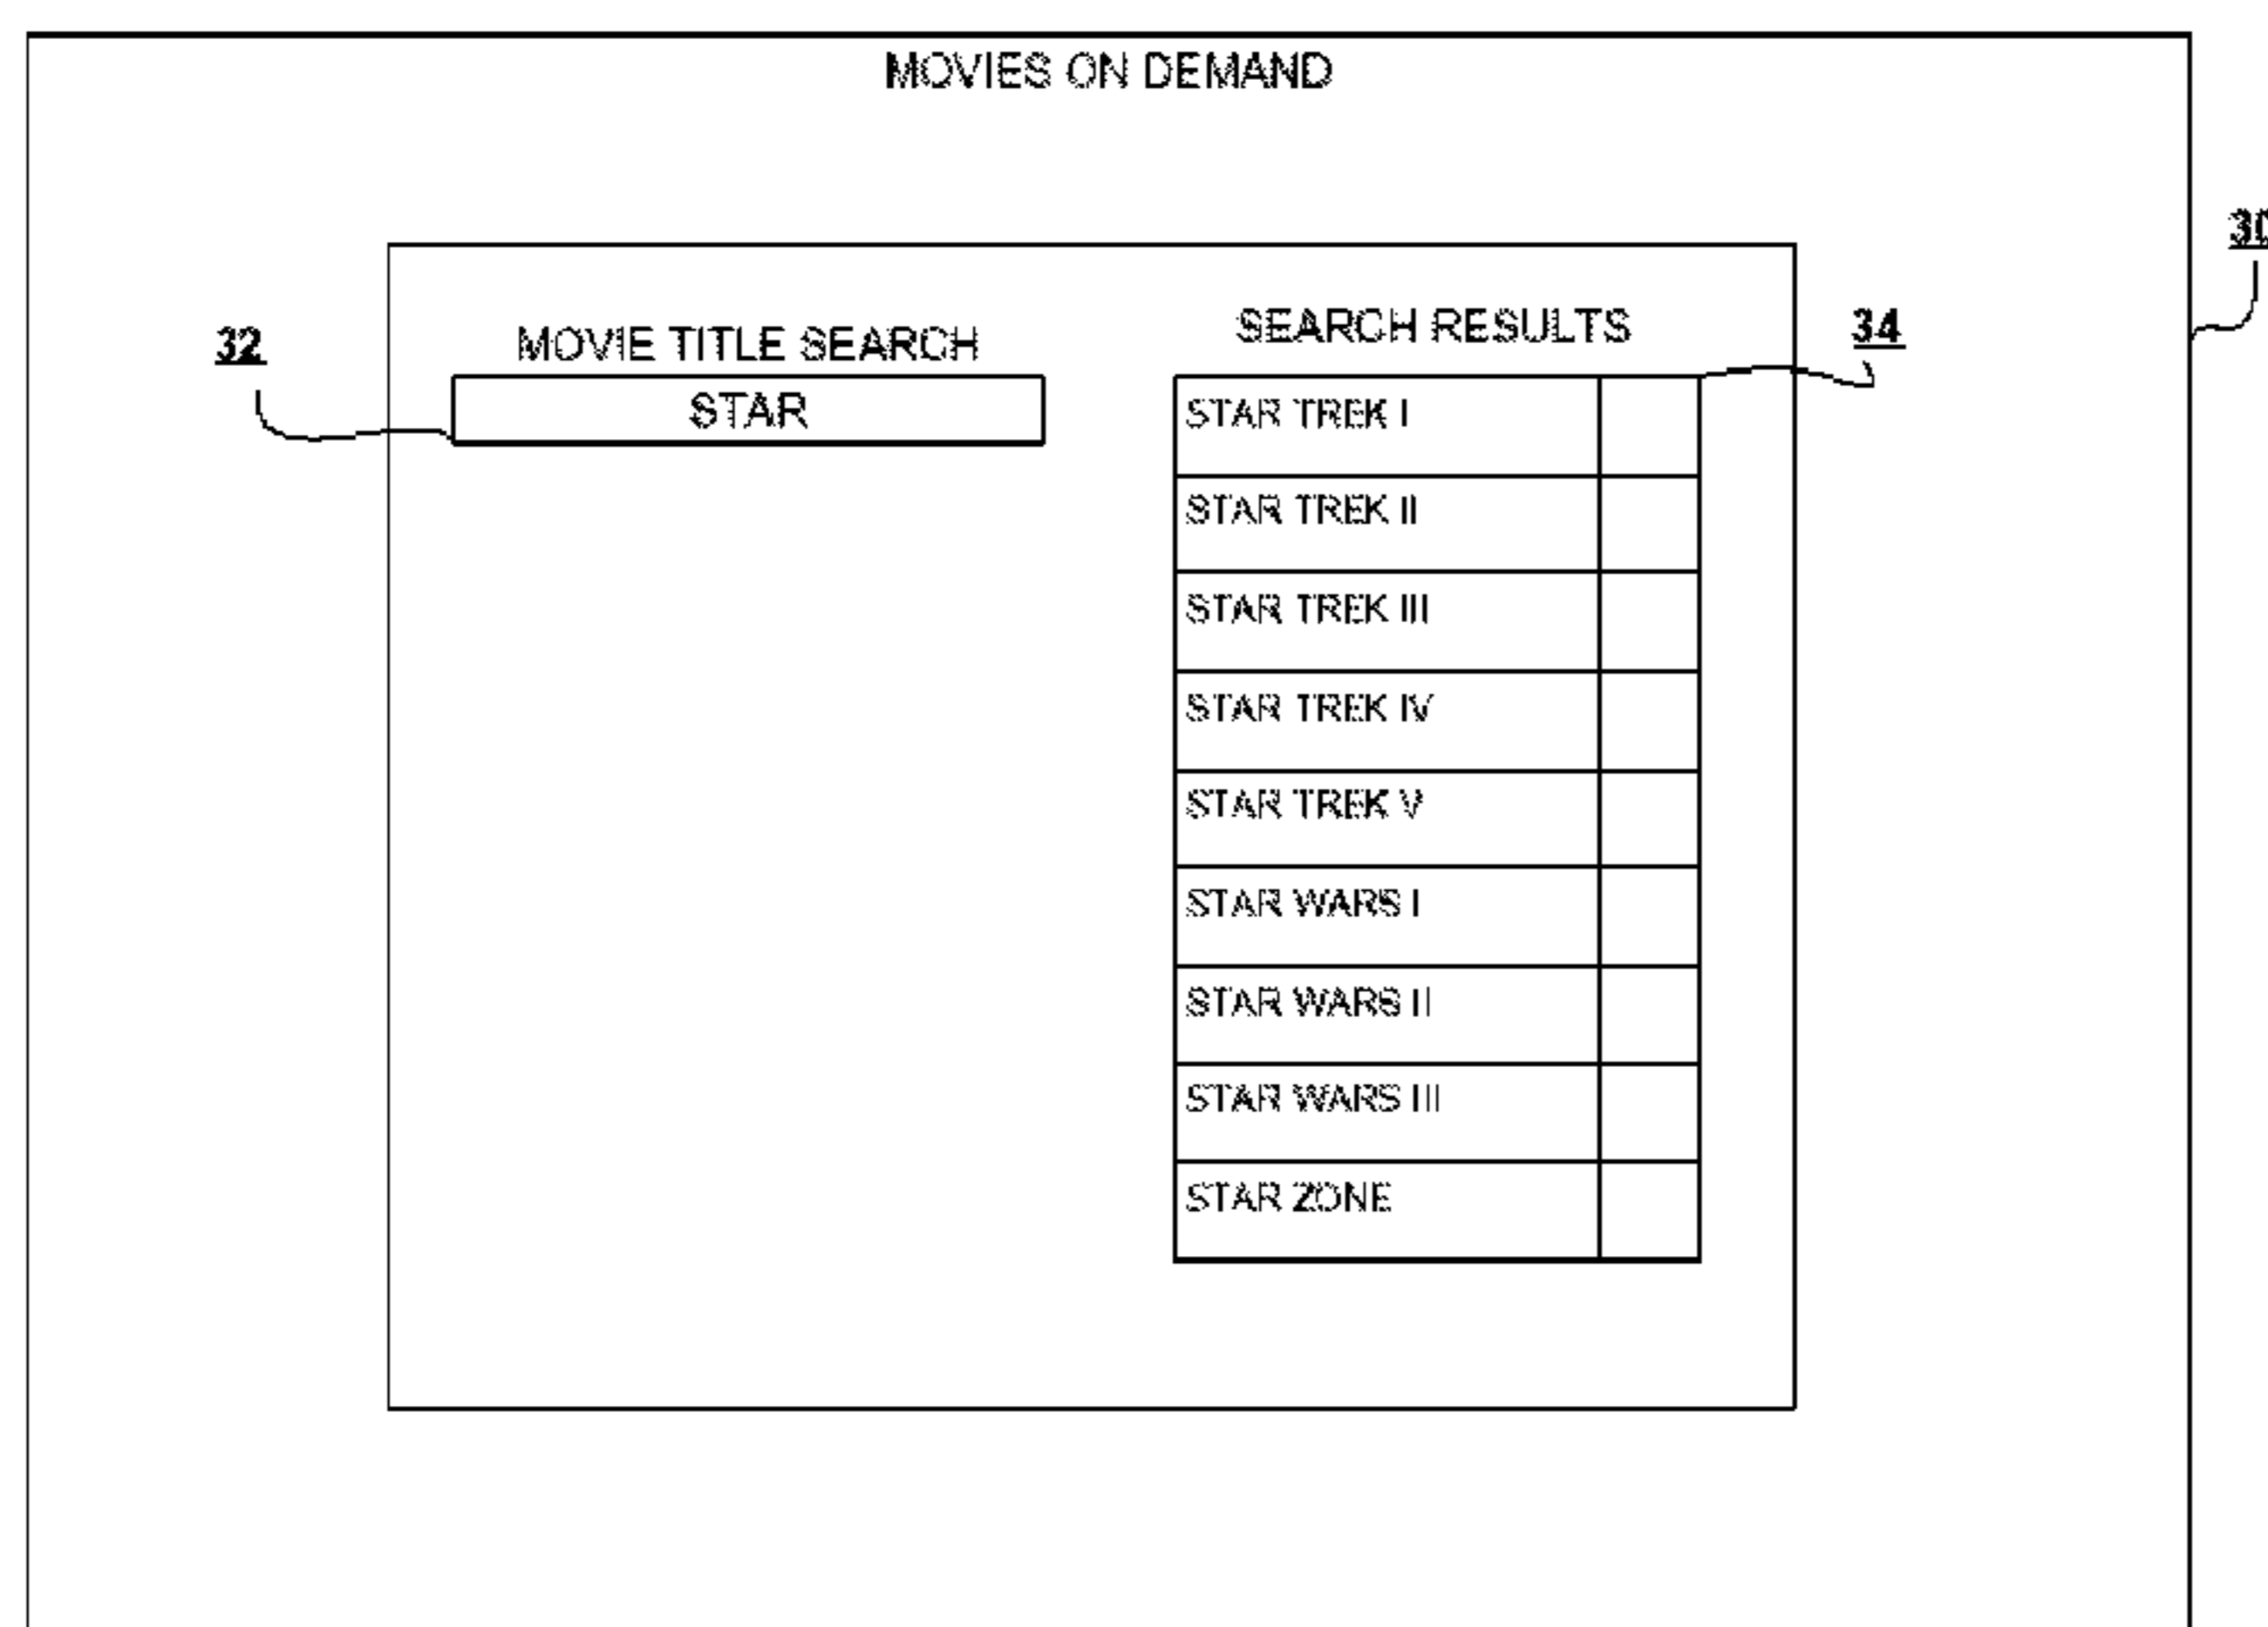 MOVIES ON DEMAND
30
32
MOVIE TITLE SEARCH
STAR
SEARCH RESULTS
34
STAR TREK I
STAR TREK II
STAR TREK III
STAR TREK IV
STAR TREK V
STAR WARS I
STAR WARS II
STAR WARS III
STAR ZONE